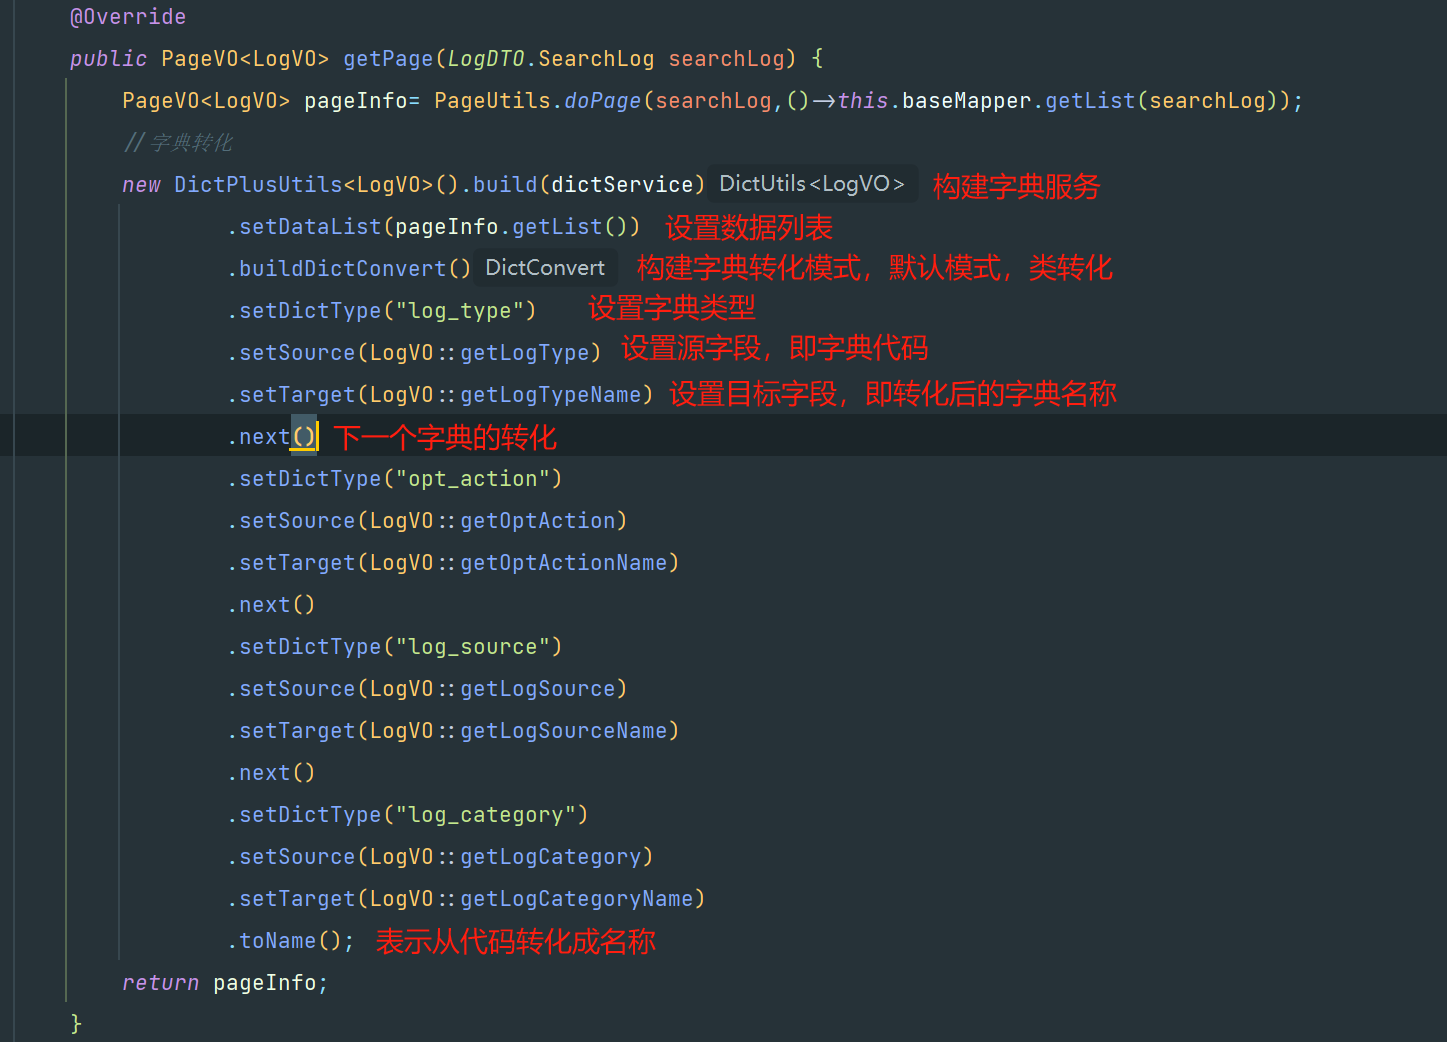 @Override
public PageVO<LogVO> getPage(LogDTO.SearchLog searchLog) {
PageVO<LogVO> pageInfo= PageUtils.doPage(searchLog,()->this.baseMapper.getList(searchLog));
//字典转化
new DictPlusUtils<LogVO>().build(dictService) DictUtils<LogVO> 构建字典服务
.setDataList(pageInfo.getList()) 设置数据列表
.buildDictConvert() DictConvert 构建字典转化模式，默认模式，类转化
.setDictType("log_type") 设置字典类型
.setSource(LogVO::getLogType) 设置源字段，即字典代码
.setTarget(LogVO::getLogTypeName) 设置目标字段，即转化后的字典名称
.next() 下一个字典的转化
.setDictType("opt_action")
.setSource(LogVO::getOptAction)
.setTarget(LogVO::getOptActionName)
.next()
.setDictType("log_source")
.setSource(LogVO::getLogSource)
.setTarget(LogVO::getLogSourceName)
.next()
.setDictType("log_category")
.setSource(LogVO::getLogCategory)
.setTarget(LogVO::getLogCategoryName)
.toName(); 表示从代码转化成名称
return pageInfo;
}